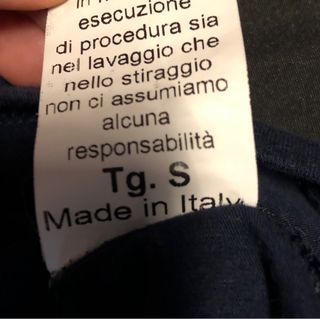 esecuzione
di procedura sia
nel lavaggio che
nello stiraggio
non ci assumiamo
alcuna
responsabilità
Tg. S
Made in Italy